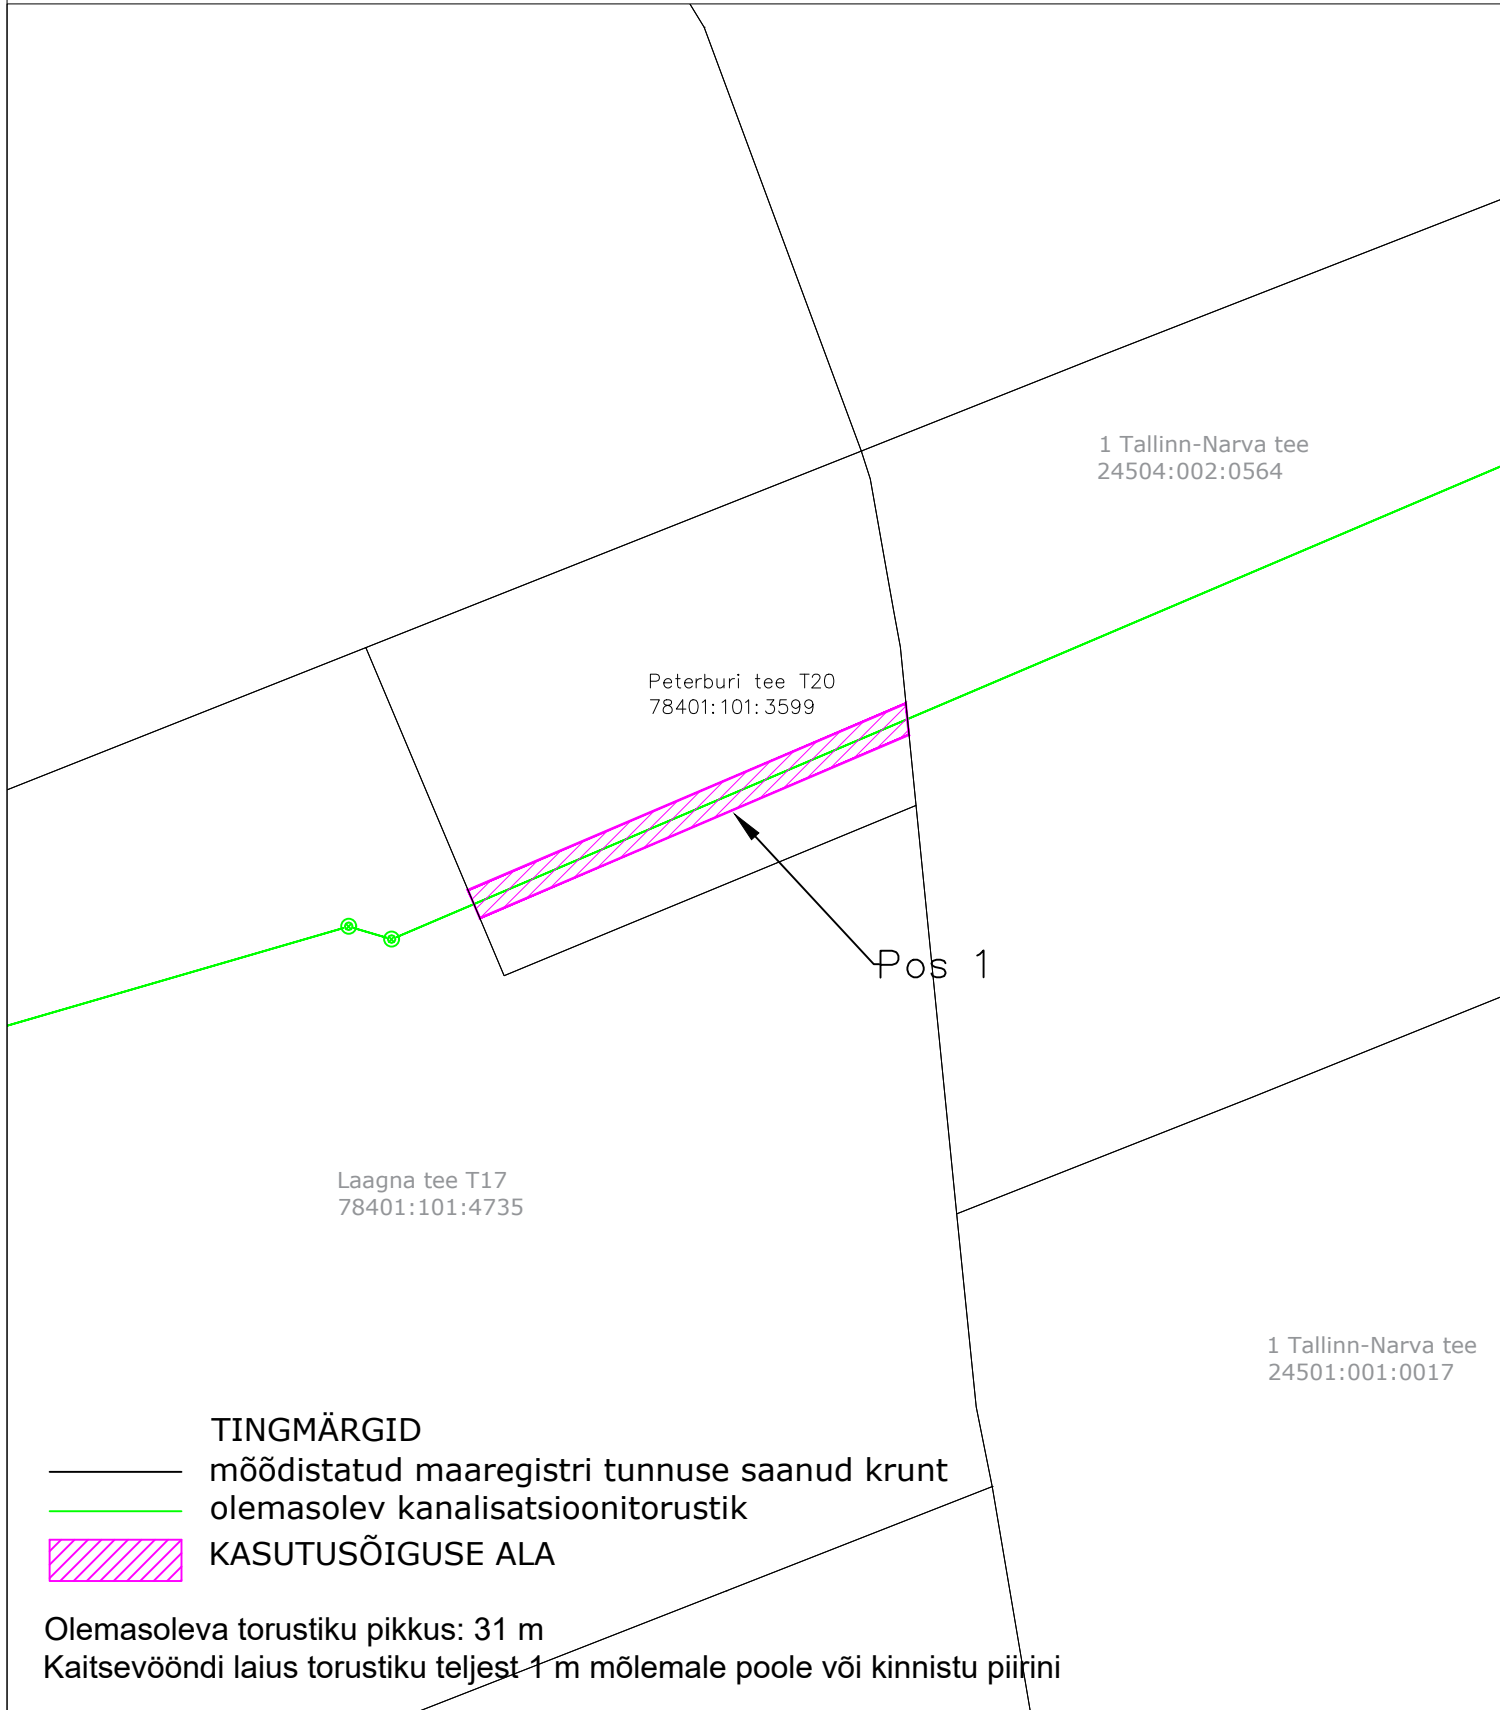 1 Tallinn-Narva tee
24504:002:0564
Peterburi tee T20
78401:101:3599
Pos 1
Laagna tee T17
78401:101:4735
1 Tallinn-Narva tee
24501:001:0017
TINGMÄRGID
mõõdistatud maaregistri tunnuse saanud krunt
olemasolev kanalisatsioonitorustik
KASUTUSÕIGUSE ALA
Olemasoleva torustiku pikkus: 31 m
Kaitsevööndi laius torustiku teljest 1 m mõlemale poole või kinnistu piirini